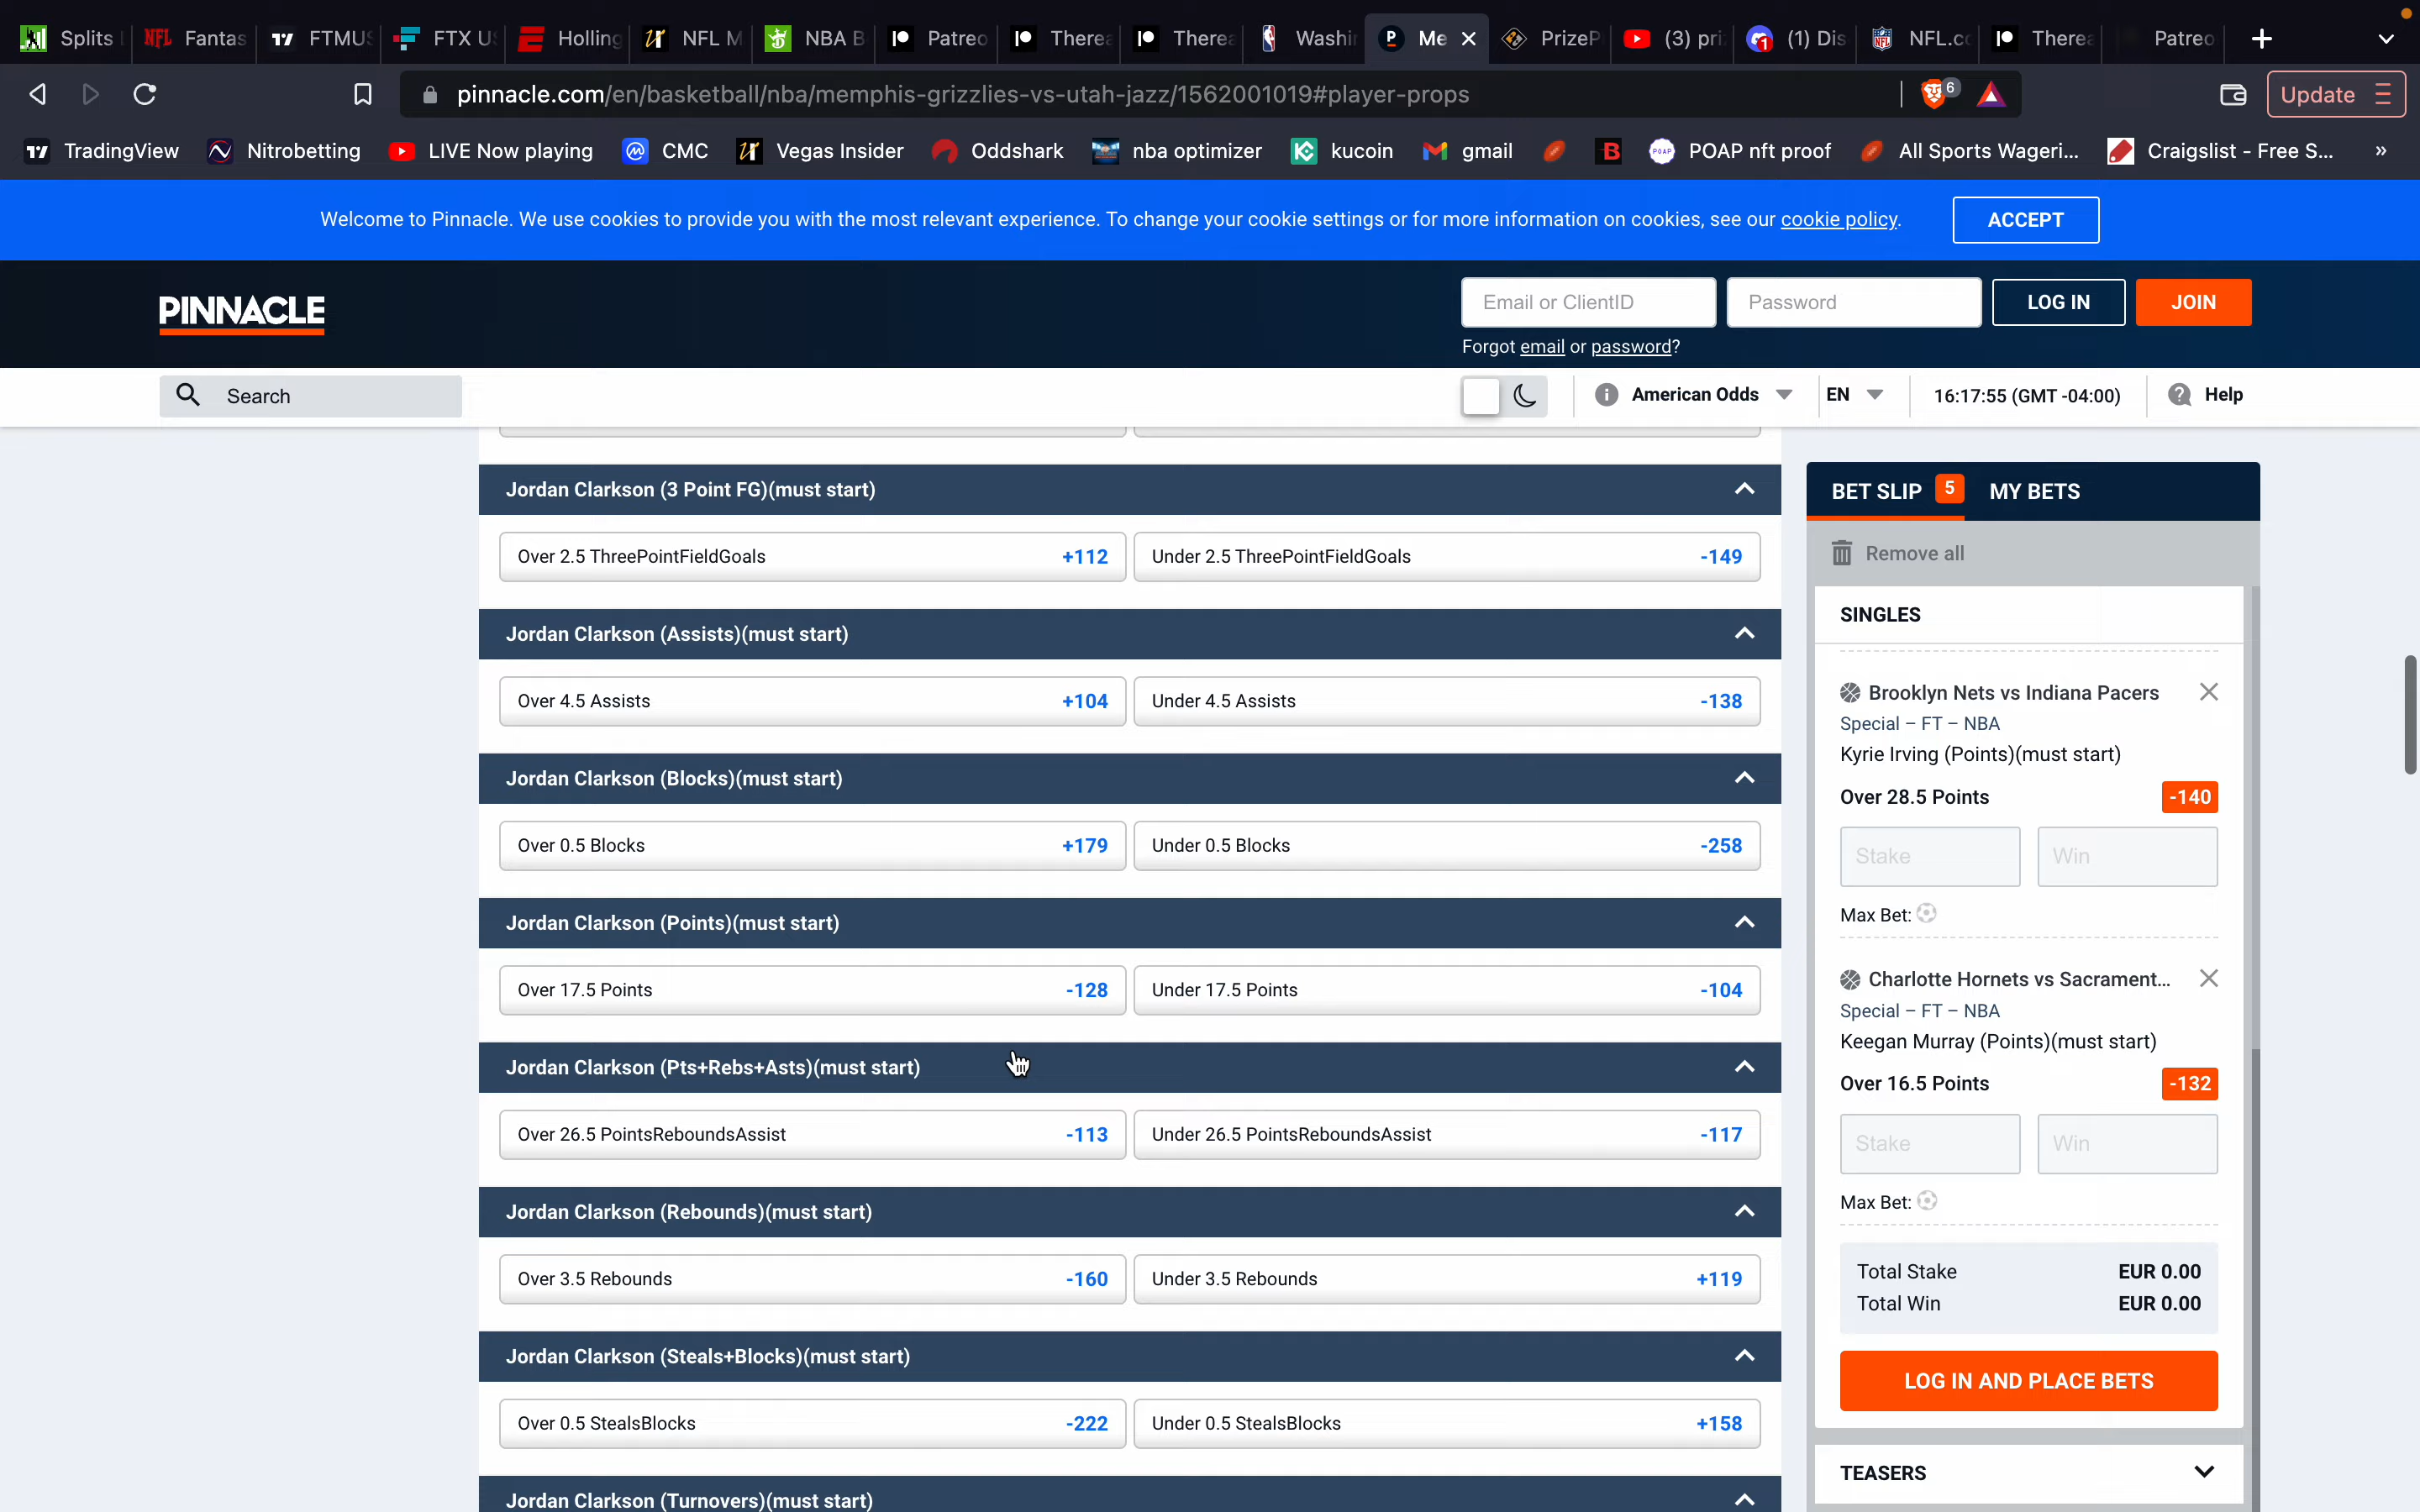 Splits
NFL Fantas
17 FTMUS
FTX US
Holling
NFL M
NBA B
Patreo
Therea
Therea
Washi
P Me
PrizeP
(3) pri
(1) Dis
NFL.co
Therea
Patreo
pinnacle.com/en/basketball/nba/memphis-grizzlies-vs-utah-jazz/1562001019#player-props
6
Update
TradingView
Nitrobetting
LIVE Now playing
CMC
Vegas Insider
Oddshark
nba optimizer
kucoin
gmail
B
POAP nft proof
All Sports Wageri...
Craigslist - Free S...
»
Welcome to Pinnacle. We use cookies to provide you with the most relevant experience. To change your cookie settings or for more information on cookies, see our cookie policy.
ACCEPT
PINNACLE
Email or ClientID
Password
LOG IN
JOIN
Forgot email or password?
Search
American Odds
EN
16:17:55 (GMT -04:00)
Help
Jordan Clarkson (3 Point FG)(must start)
Over 2.5 ThreePointFieldGoals +112
Under 2.5 ThreePointFieldGoals -149
Jordan Clarkson (Assists)(must start)
Over 4.5 Assists +104
Under 4.5 Assists -138
Jordan Clarkson (Blocks)(must start)
Over 0.5 Blocks +179
Under 0.5 Blocks -258
Jordan Clarkson (Points)(must start)
Over 17.5 Points -128
Under 17.5 Points -104
Jordan Clarkson (Pts+Rebs+Asts)(must start)
Over 26.5 PointsReboundsAssist -113
Under 26.5 PointsReboundsAssist -117
Jordan Clarkson (Rebounds)(must start)
Over 3.5 Rebounds -160
Under 3.5 Rebounds +119
Jordan Clarkson (Steals+Blocks)(must start)
Over 0.5 StealsBlocks -222
Under 0.5 StealsBlocks +158
Jordan Clarkson (Turnovers)(must start)
BET SLIP 5
MY BETS
Remove all
SINGLES
Brooklyn Nets vs Indiana Pacers
Special – FT – NBA
Kyrie Irving (Points)(must start)
Over 28.5 Points -140
Stake
Win
Max Bet:
Charlotte Hornets vs Sacrament...
Special – FT – NBA
Keegan Murray (Points)(must start)
Over 16.5 Points -132
Stake
Win
Max Bet:
Total Stake EUR 0.00
Total Win EUR 0.00
LOG IN AND PLACE BETS
TEASERS